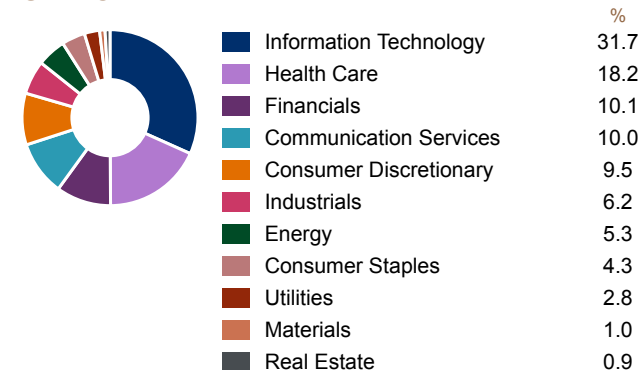 %
Information Technology 31.7
Health Care 18.2
Financials 10.1
Communication Services 10.0
Consumer Discretionary 9.5
Industrials 6.2
Energy 5.3
Consumer Staples 4.3
Utilities 2.8
Materials 1.0
Real Estate 0.9